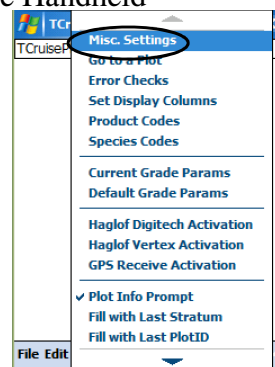 e Handheld
TCr
TCruiseP
Misc. Settings
Go to a Plot
Error Checks
Set Display Columns
Product Codes
Species Codes
Current Grade Params
Default Grade Params
Haglof Digitech Activation
Haglof Vertex Activation
GPS Receive Activation
Plot Info Prompt
Fill with Last Stratum
Fill with Last PlotID
File Edit